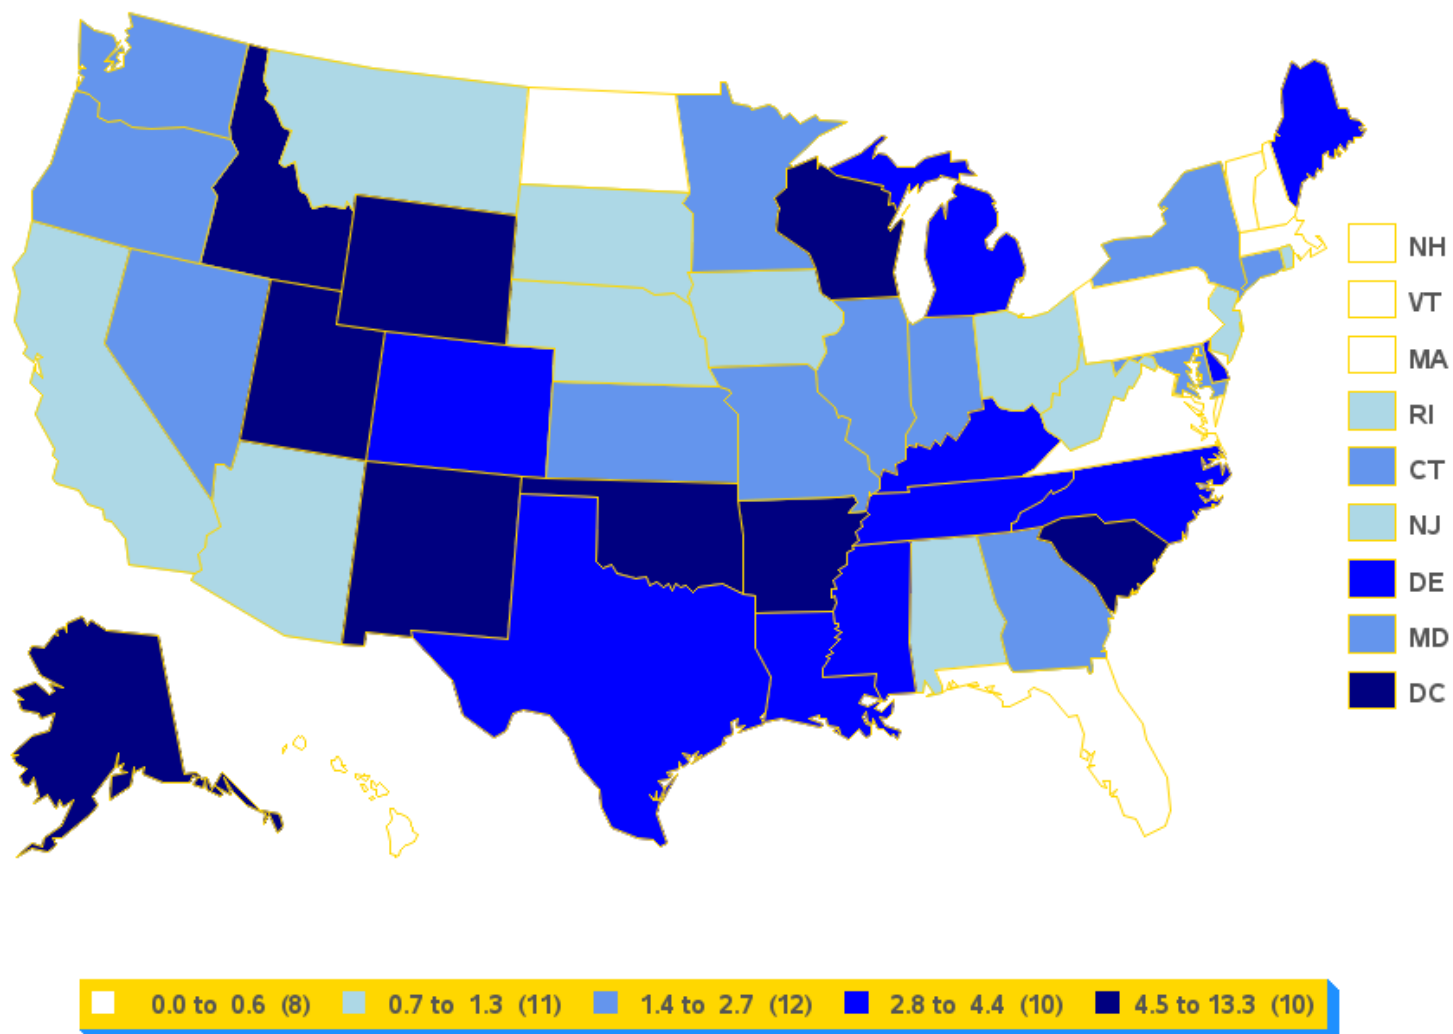 NH
VT
MA
RI
CT
NJ
DE
MD
DC
0.0 to 0.6 (8) 0.7 to 1.3 (11) 1.4 to 2.7 (12) 2.8 to 4.4 (10) 4.5 to 13.3 (10)